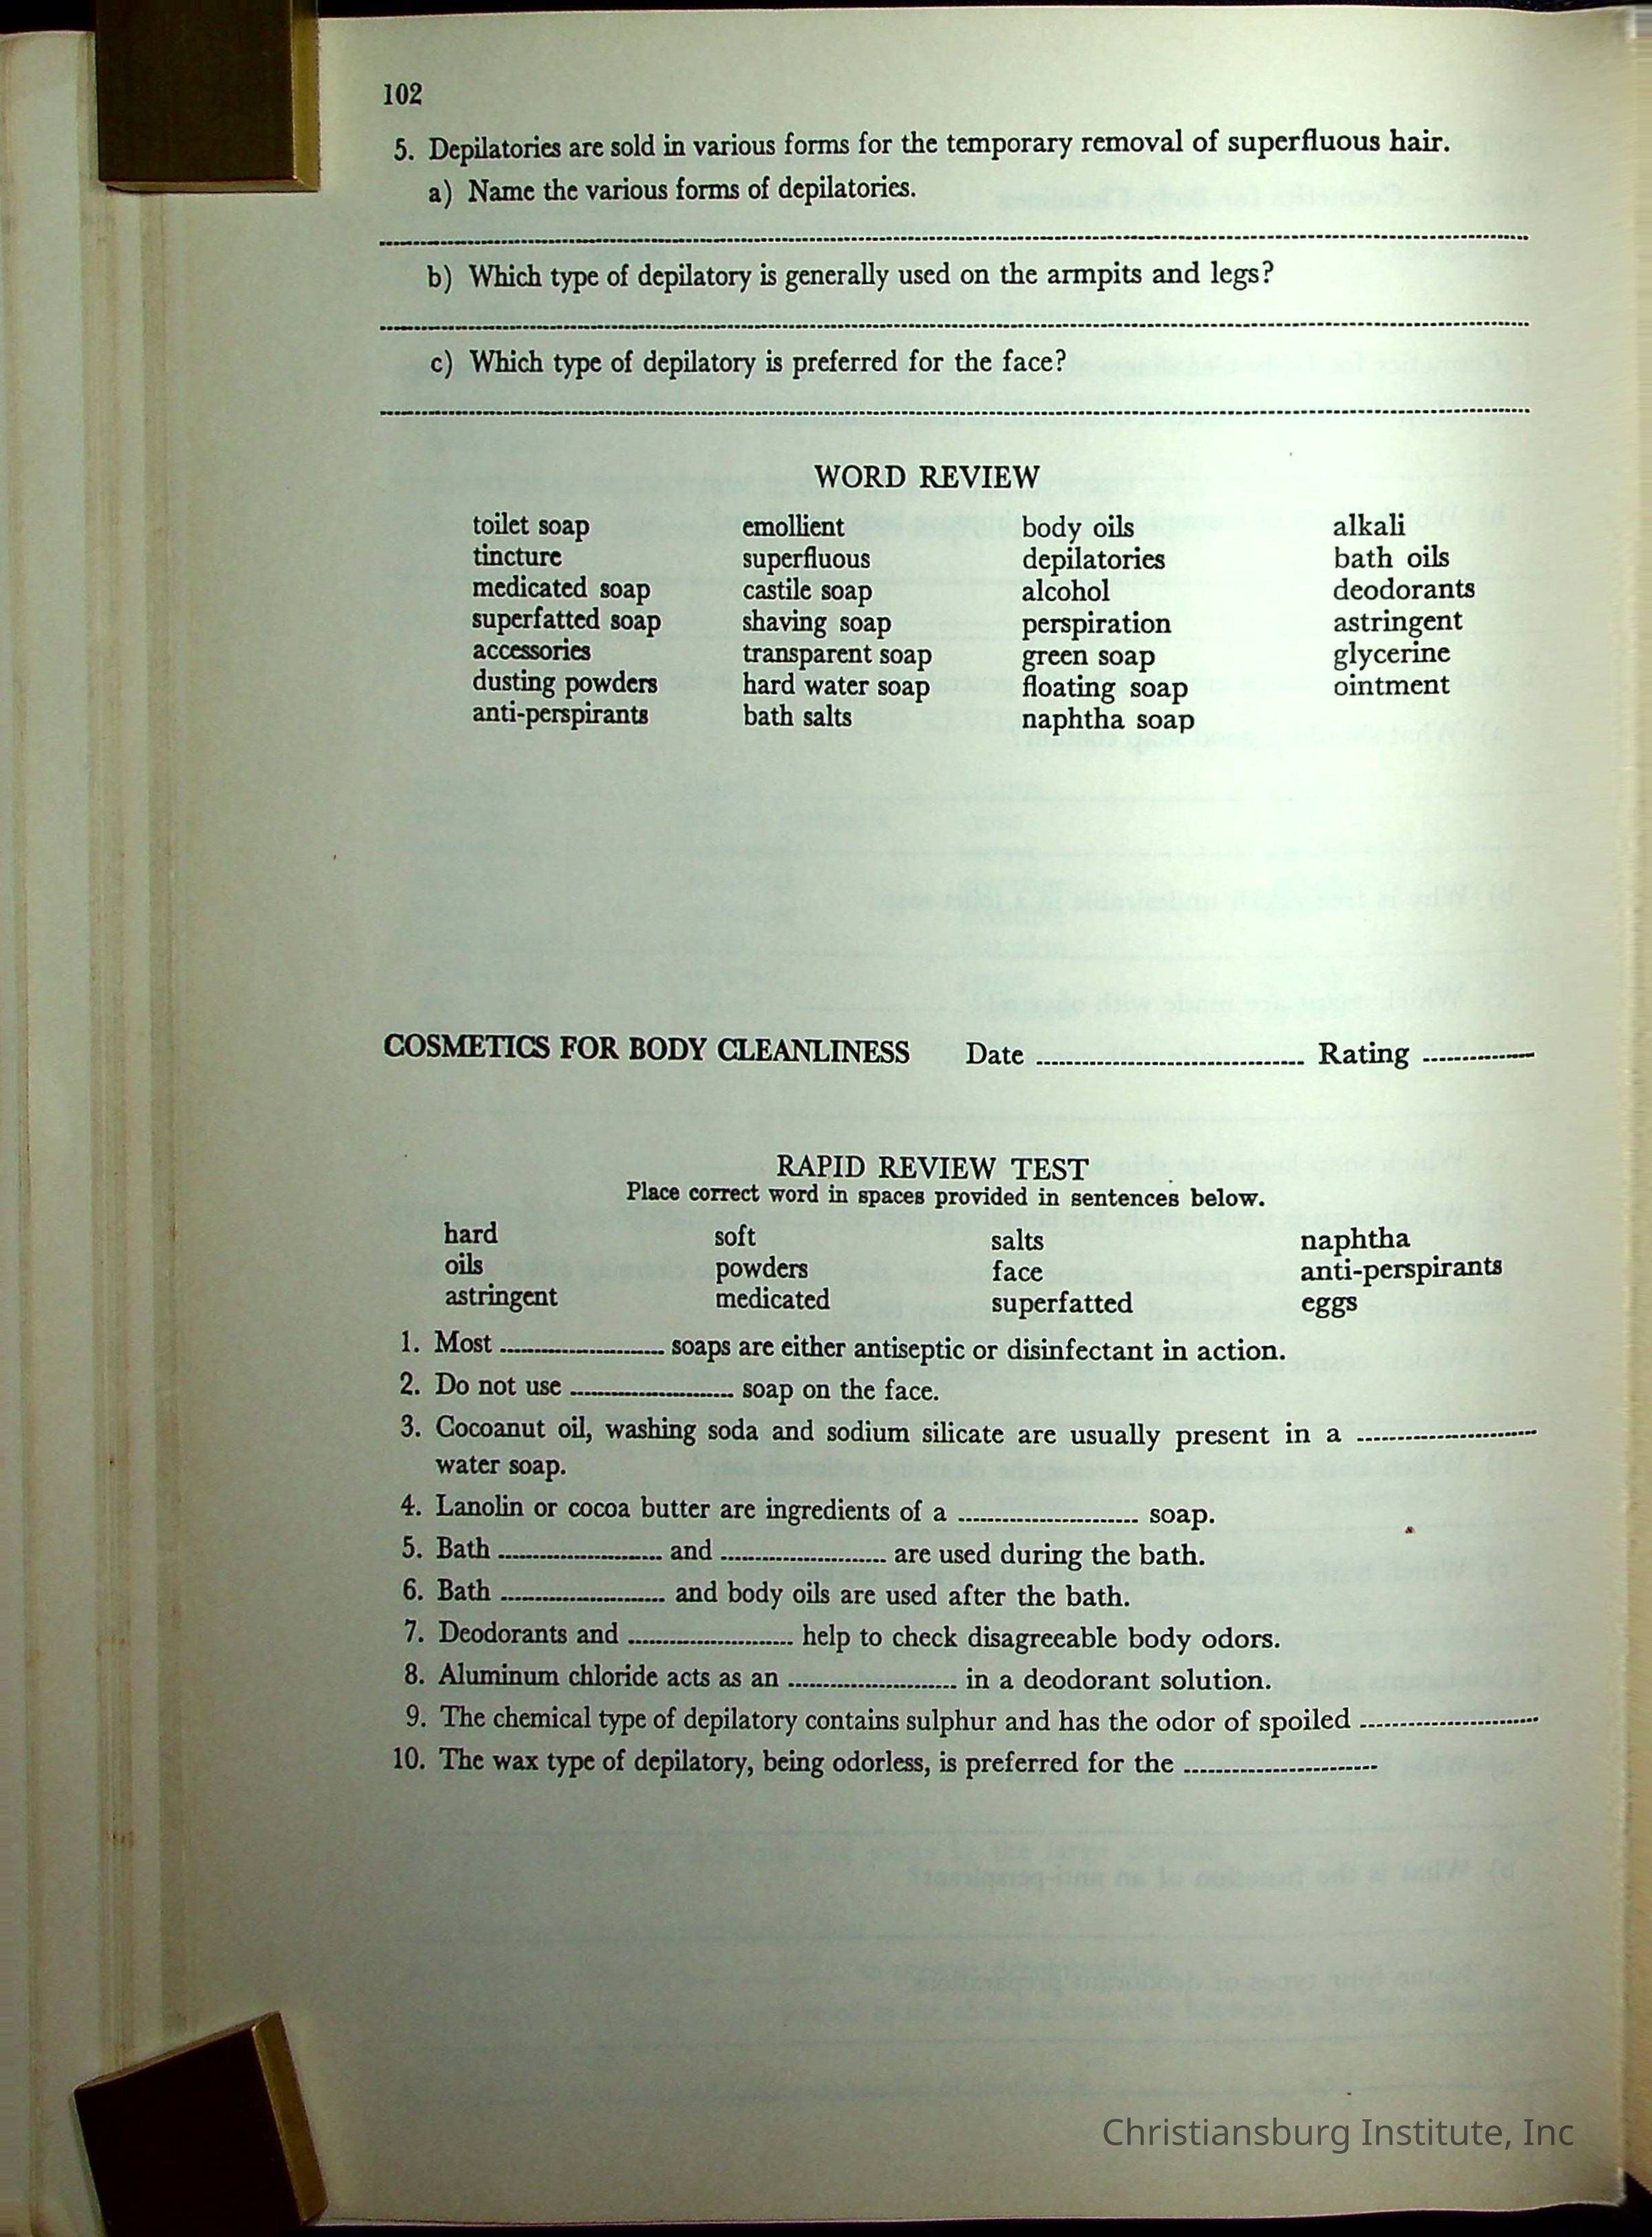 102
5. Depilatories are sold in various forms for the temporary removal of superfluous hair.
a) Name the various forms of depilatories.
b) Which type of depilatory is generally used on the armpits and legs?
c) Which type of depilatory is preferred for the face?
WORD REVIEW
toilet soap emollient body oils alkali
tincture superfluous depilatories bath oils
medicated soap castile soap alcohol deodorants
superfatted soap shaving soap perspiration astringent
accessories transparent soap green soap glycerine
dusting powders hard water soap floating soap ointment
anti-perspirants bath salts naphtha soap
COSMETICS FOR BODY CLEANLINESS Date ................................ Rating ..............
RAPID REVIEW TEST
Place correct word in spaces provided in sentences below.
hard soft salts naphtha
oils powders face anti-perspirants
astringent medicated superfatted eggs
1. Most ........................ soaps are either antiseptic or disinfectant in action.
2. Do not use ........................ soap on the face.
3. Cocoanut oil, washing soda and sodium silicate are usually present in a ........................
water soap.
4. Lanolin or cocoa butter are ingredients of a ........................ soap.
5. Bath ........................ and ........................ are used during the bath.
6. Bath ........................ and body oils are used after the bath.
7. Deodorants and ........................ help to check disagreeable body odors.
8. Aluminum chloride acts as an ........................ in a deodorant solution.
9. The chemical type of depilatory contains sulphur and has the odor of spoiled ........................
10. The wax type of depilatory, being odorless, is preferred for the ........................
Christiansburg Institute, Inc